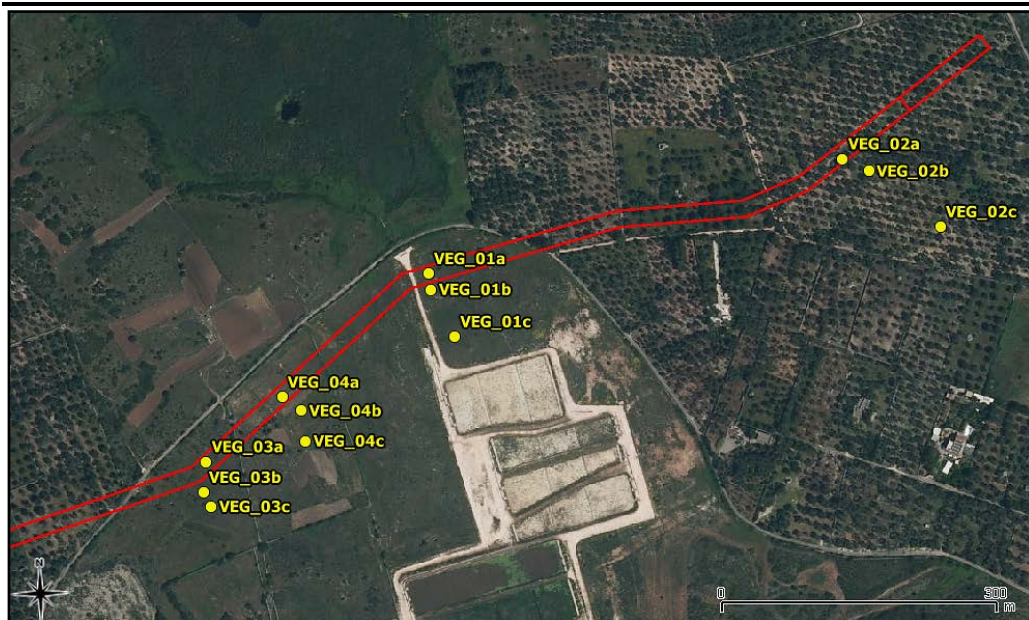 VEG_02a
VEG_02b
VEG_02c
VEG_01a
VEG_01b
VEG_01c
VEG_04a
VEG_04b
VEG_04c
VEG_03a
VEG_03b
VEG_03c
N
0 300
m